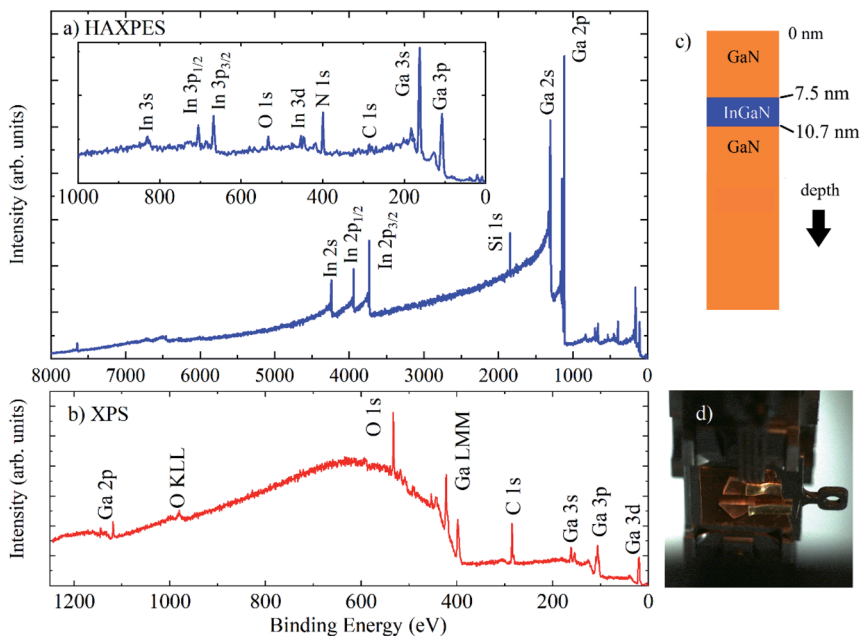 a) HAXPES
Ga 2p
c)
0 nm
GaN
In 3s
In 3p1/2
In 3p3/2
O 1s
In 3d
N 1s
C 1s
Ga 3s
Ga 3p
Ga 2s
7.5 nm
InGaN
10.7 nm
GaN
1000 800 600 400 200 0
depth
Intensity (arb. units)
In 2s
In 2p1/2
In 2p3/2
Si 1s
8000 7000 6000 5000 4000 3000 2000 1000 0
b) XPS
d)
Intensity (arb. units)
Ga 2p
O KLL
O 1s
Ga LMM
C 1s
Ga 3s
Ga 3p
Ga 3d
1200 1000 800 600 400 200 0
Binding Energy (eV)